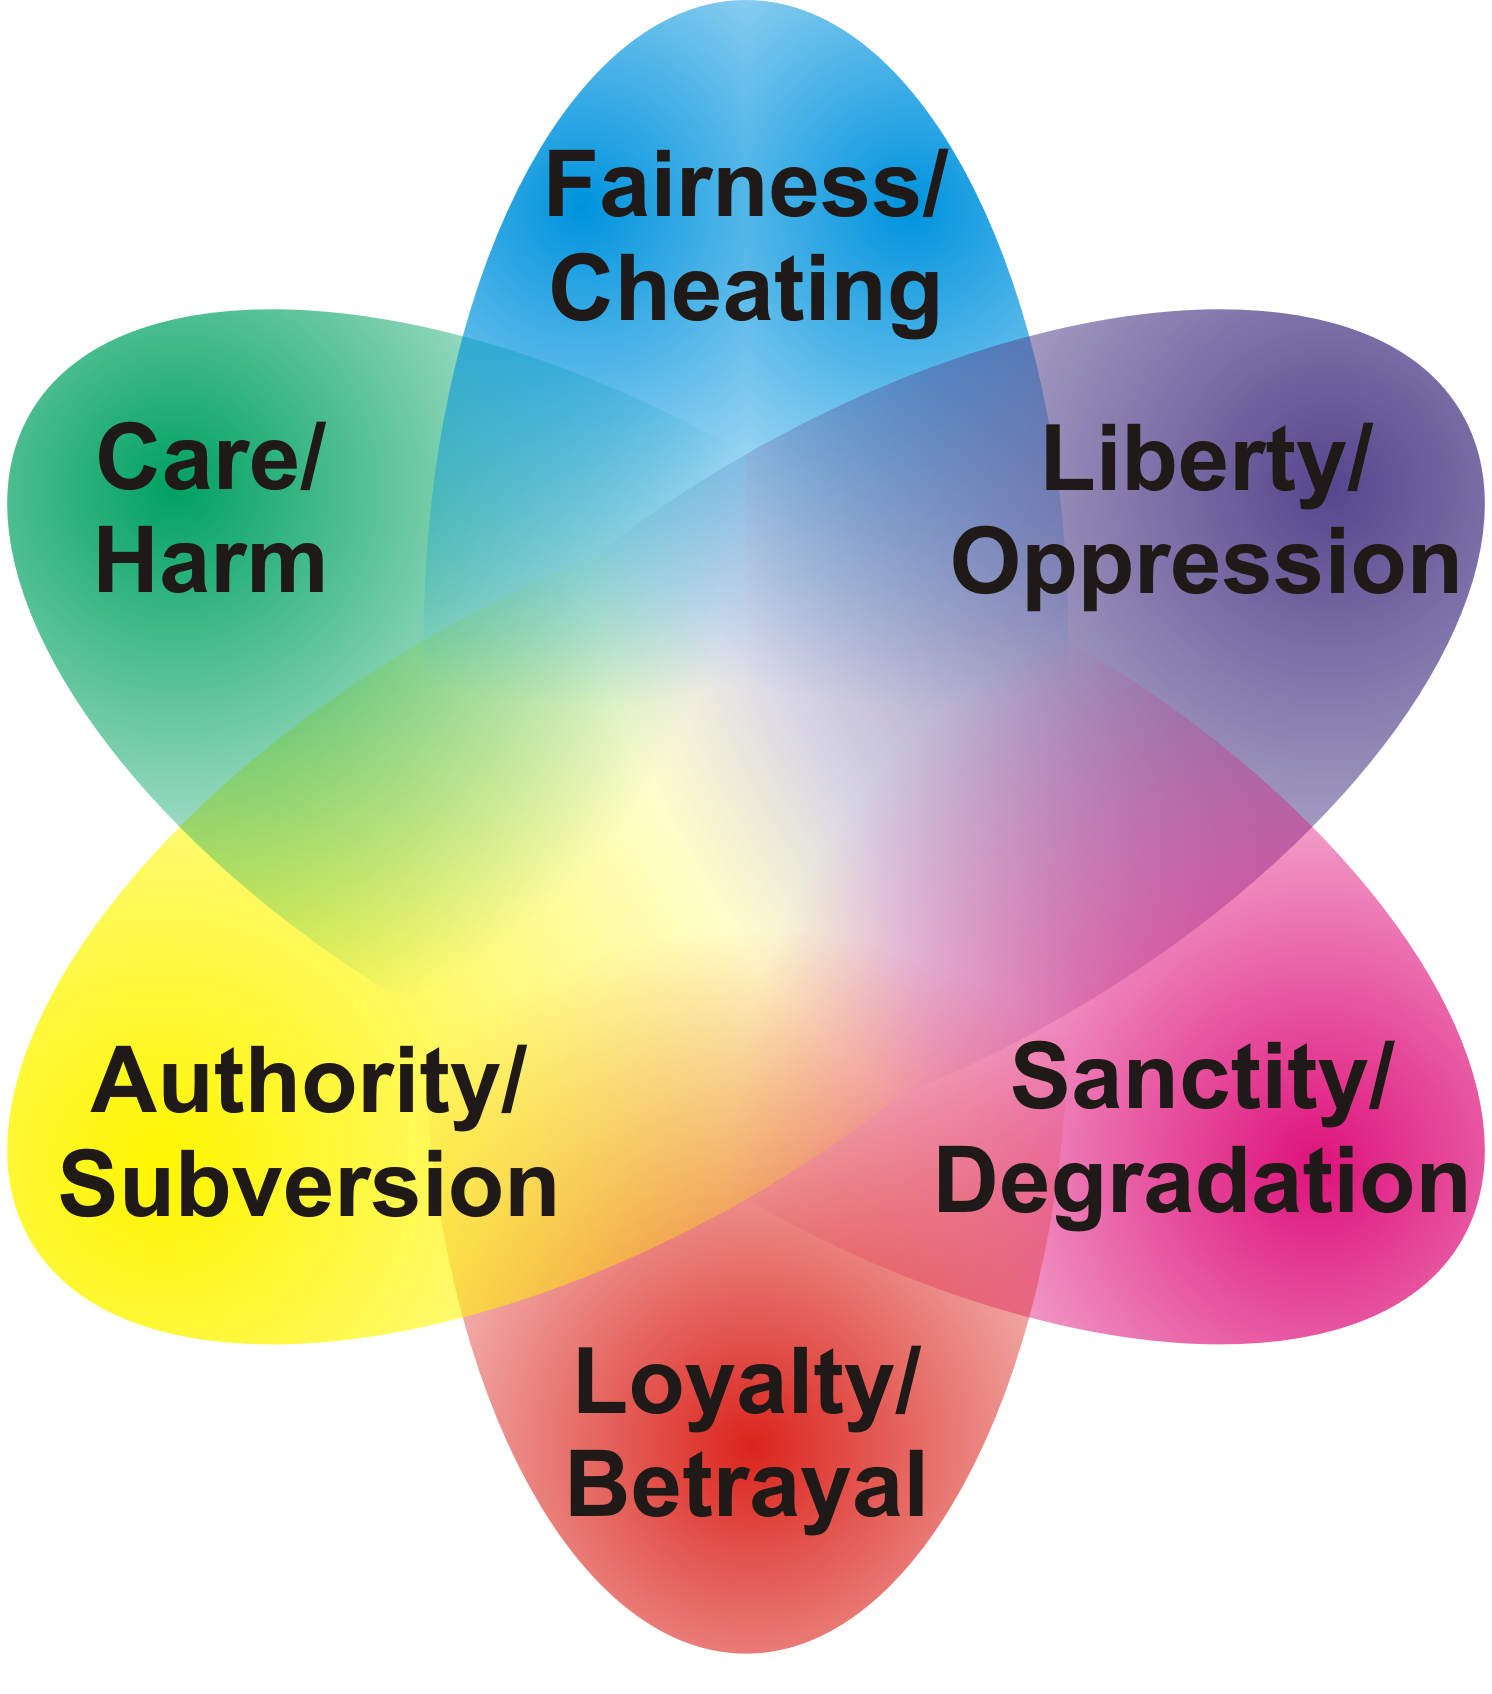 Fairness/
Cheating
Care/
Harm
Liberty/
Oppression
Authority/
Subversion
Sanctity/
Degradation
Loyalty/
Betrayal